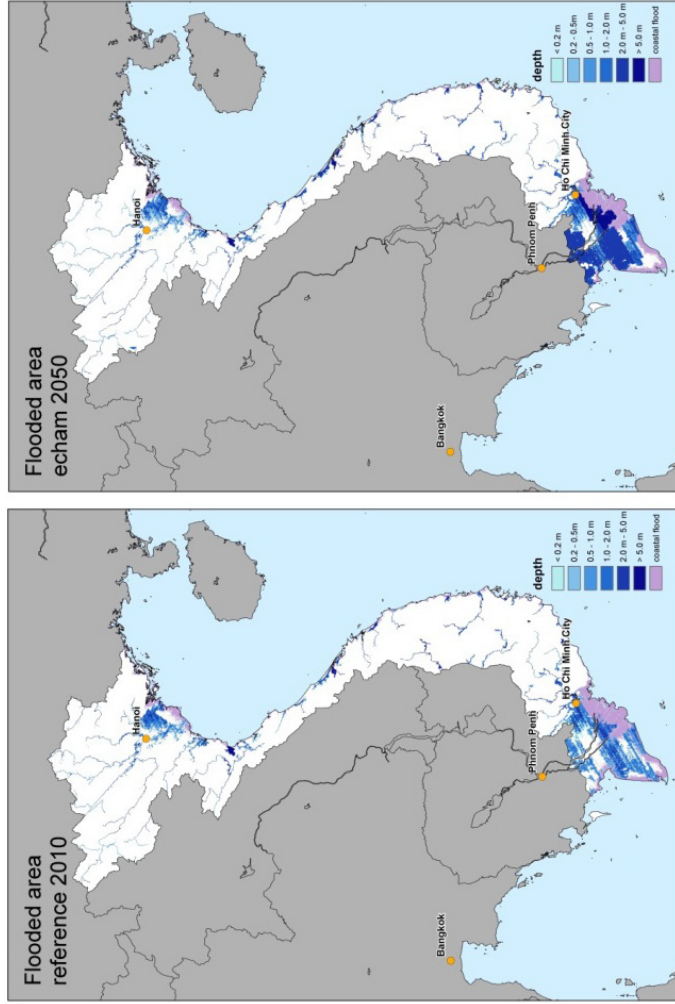 Flooded area
reference 2010
Hanoi
Bangkok
Phnom Penh
Ho Chi Minh City
depth
< 0.2 m
0.2 - 0.5m
0.5 - 1.0 m
1.0 - 2.0 m
2.0 m - 5.0 m
> 5.0 m
coastal flood
Flooded area
echam 2050
Hanoi
Bangkok
Phnom Penh
Ho Chi Minh City
depth
< 0.2 m
0.2 - 0.5m
0.5 - 1.0 m
1.0 - 2.0 m
2.0 m - 5.0 m
> 5.0 m
coastal flood